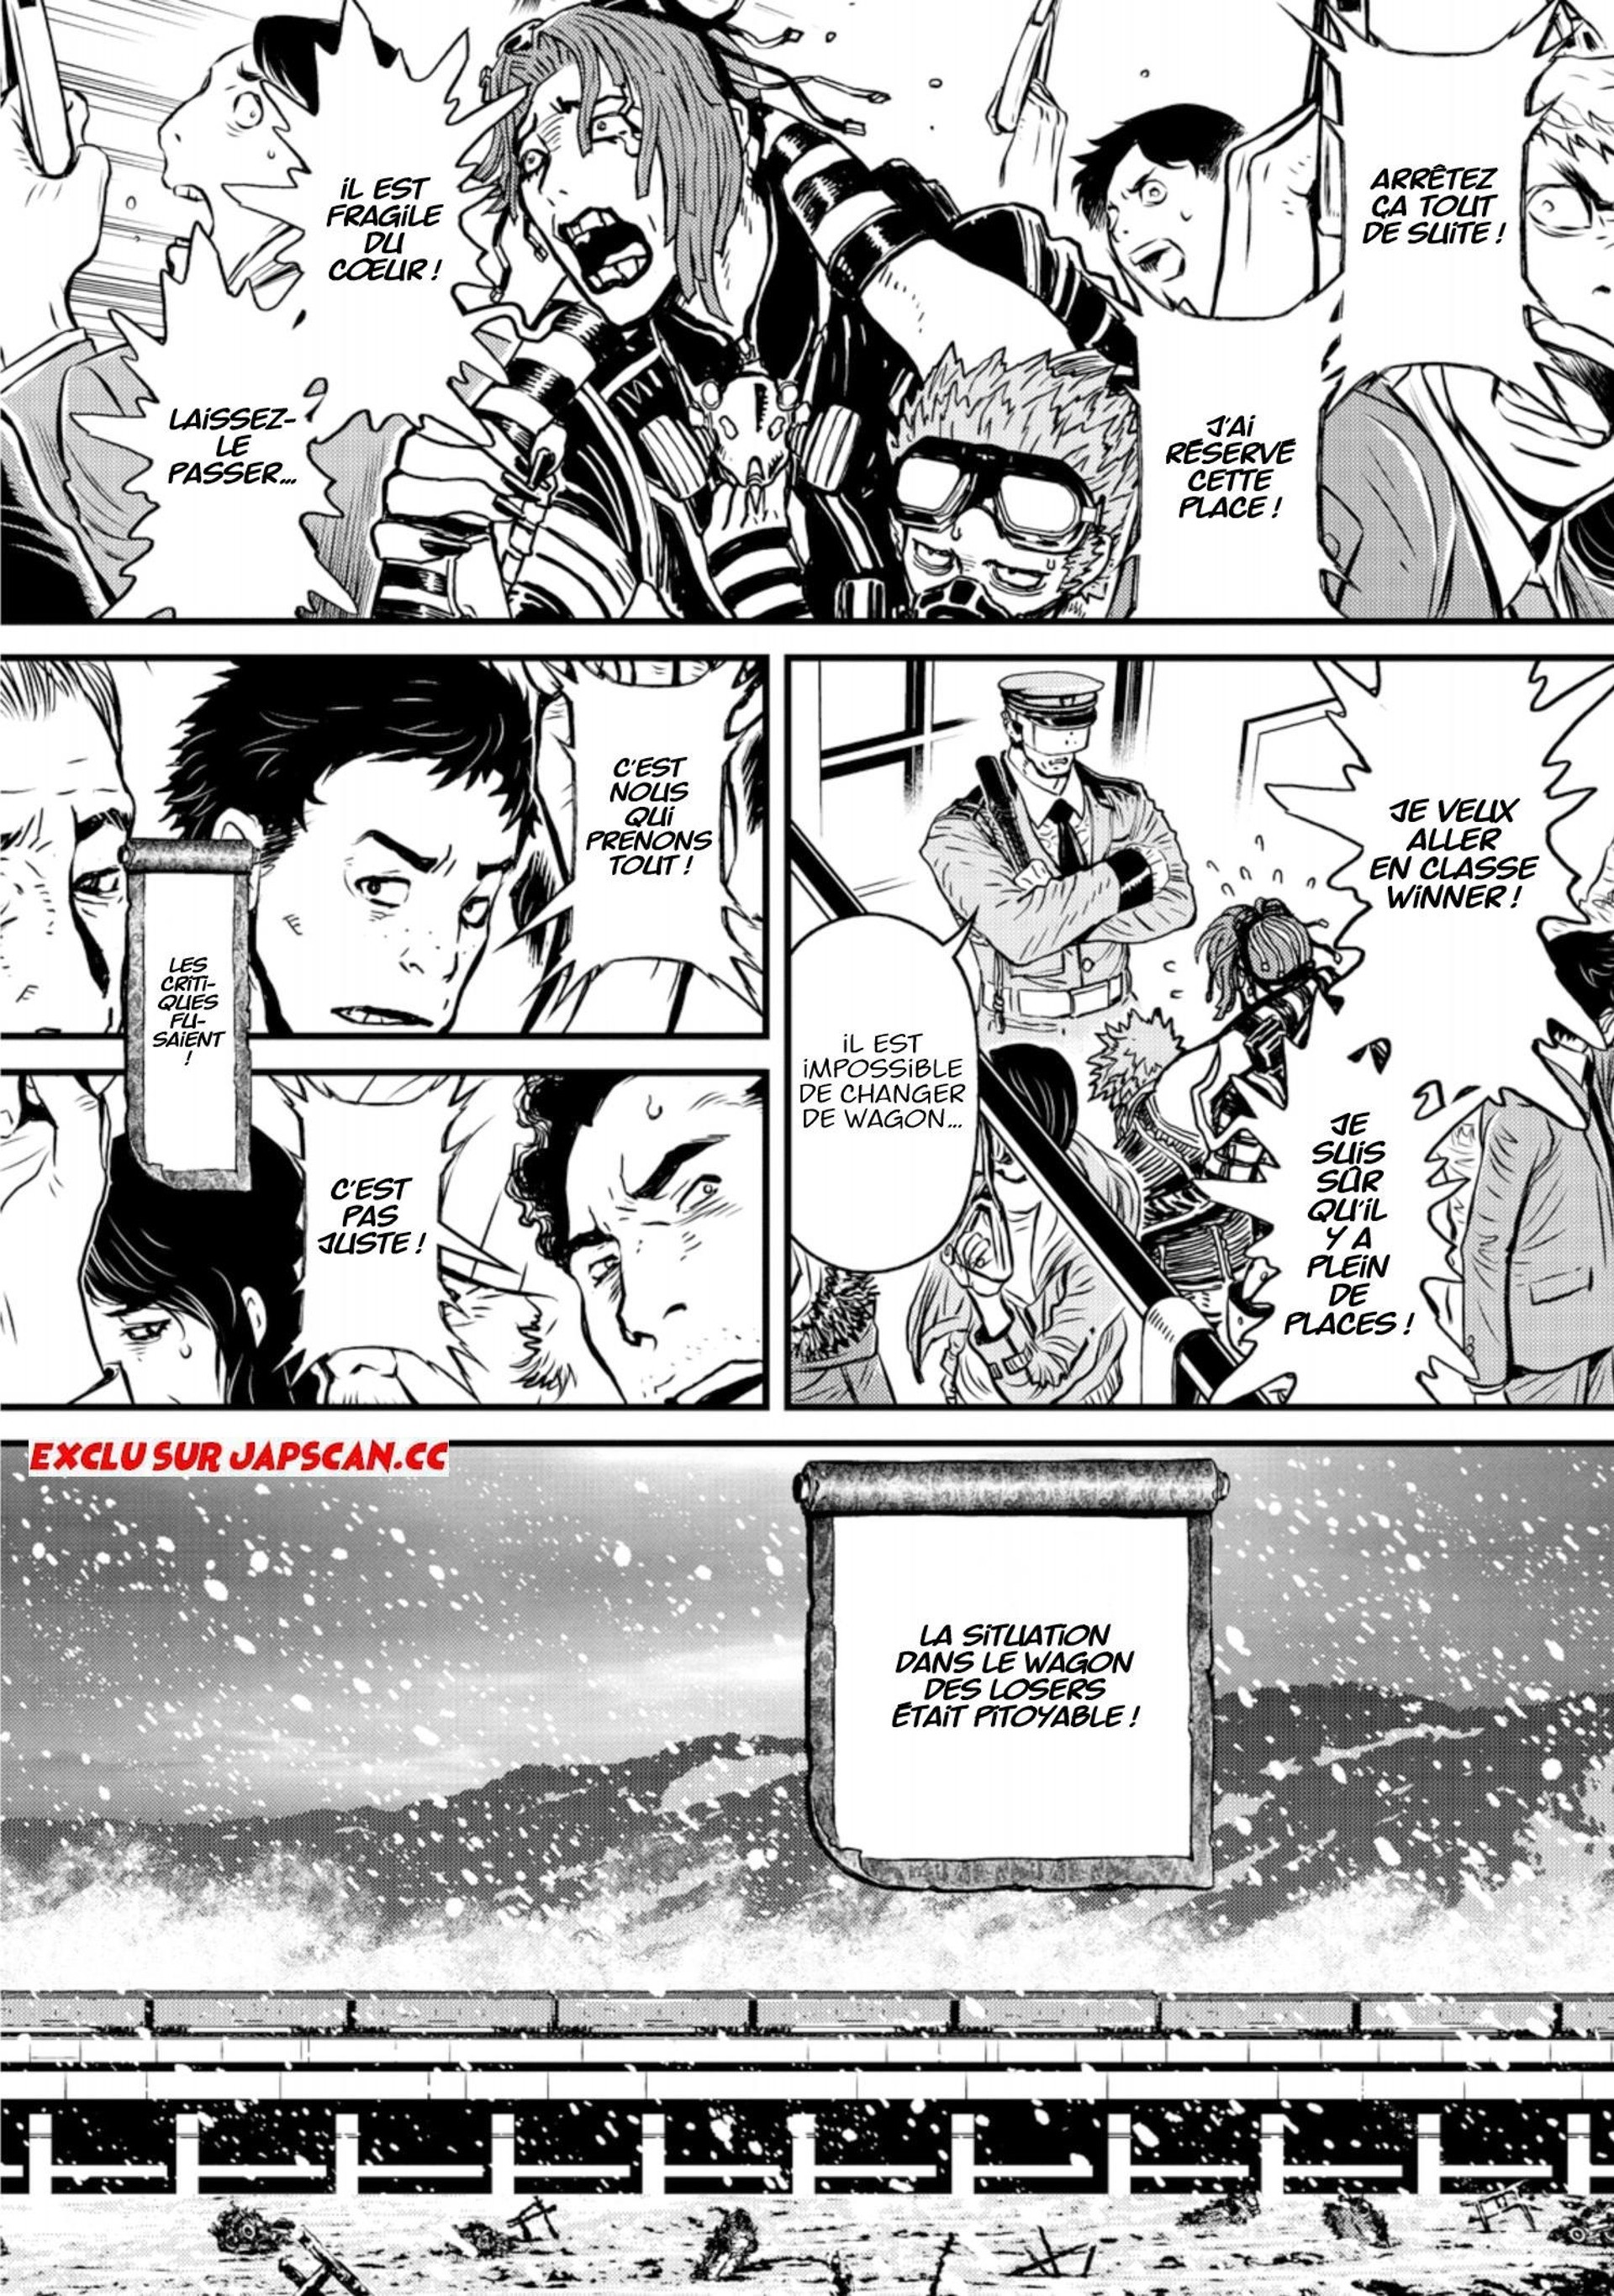 ARRÊTEZ
ÇA TOUT
DE SUITE !
J'AI
RÉSERVÉ
CETTE
PLACE !
IL EST
FRAGILE
DU
COEUR !
LAISSEZ-
LE
PASSER...
JE VEUX
ALLER
EN CLASSE
WINNER !
JE
SUIS
SÛR
QU'IL
Y A
PLEIN
DE
PLACES !
IL EST
IMPOSSIBLE
DE CHANGER
DE WAGON...
C'EST
NOUS
QUI
PRENONS
TOUT !
LES
CRITI-
QUES
FU-
SAIENT
!
C'EST
PAS
JUSTE !
EXCLU SUR JAPSCAN.CC
LA SITUATION
DANS LE WAGON
DES LOSERS
ÉTAIT PITOYABLE !